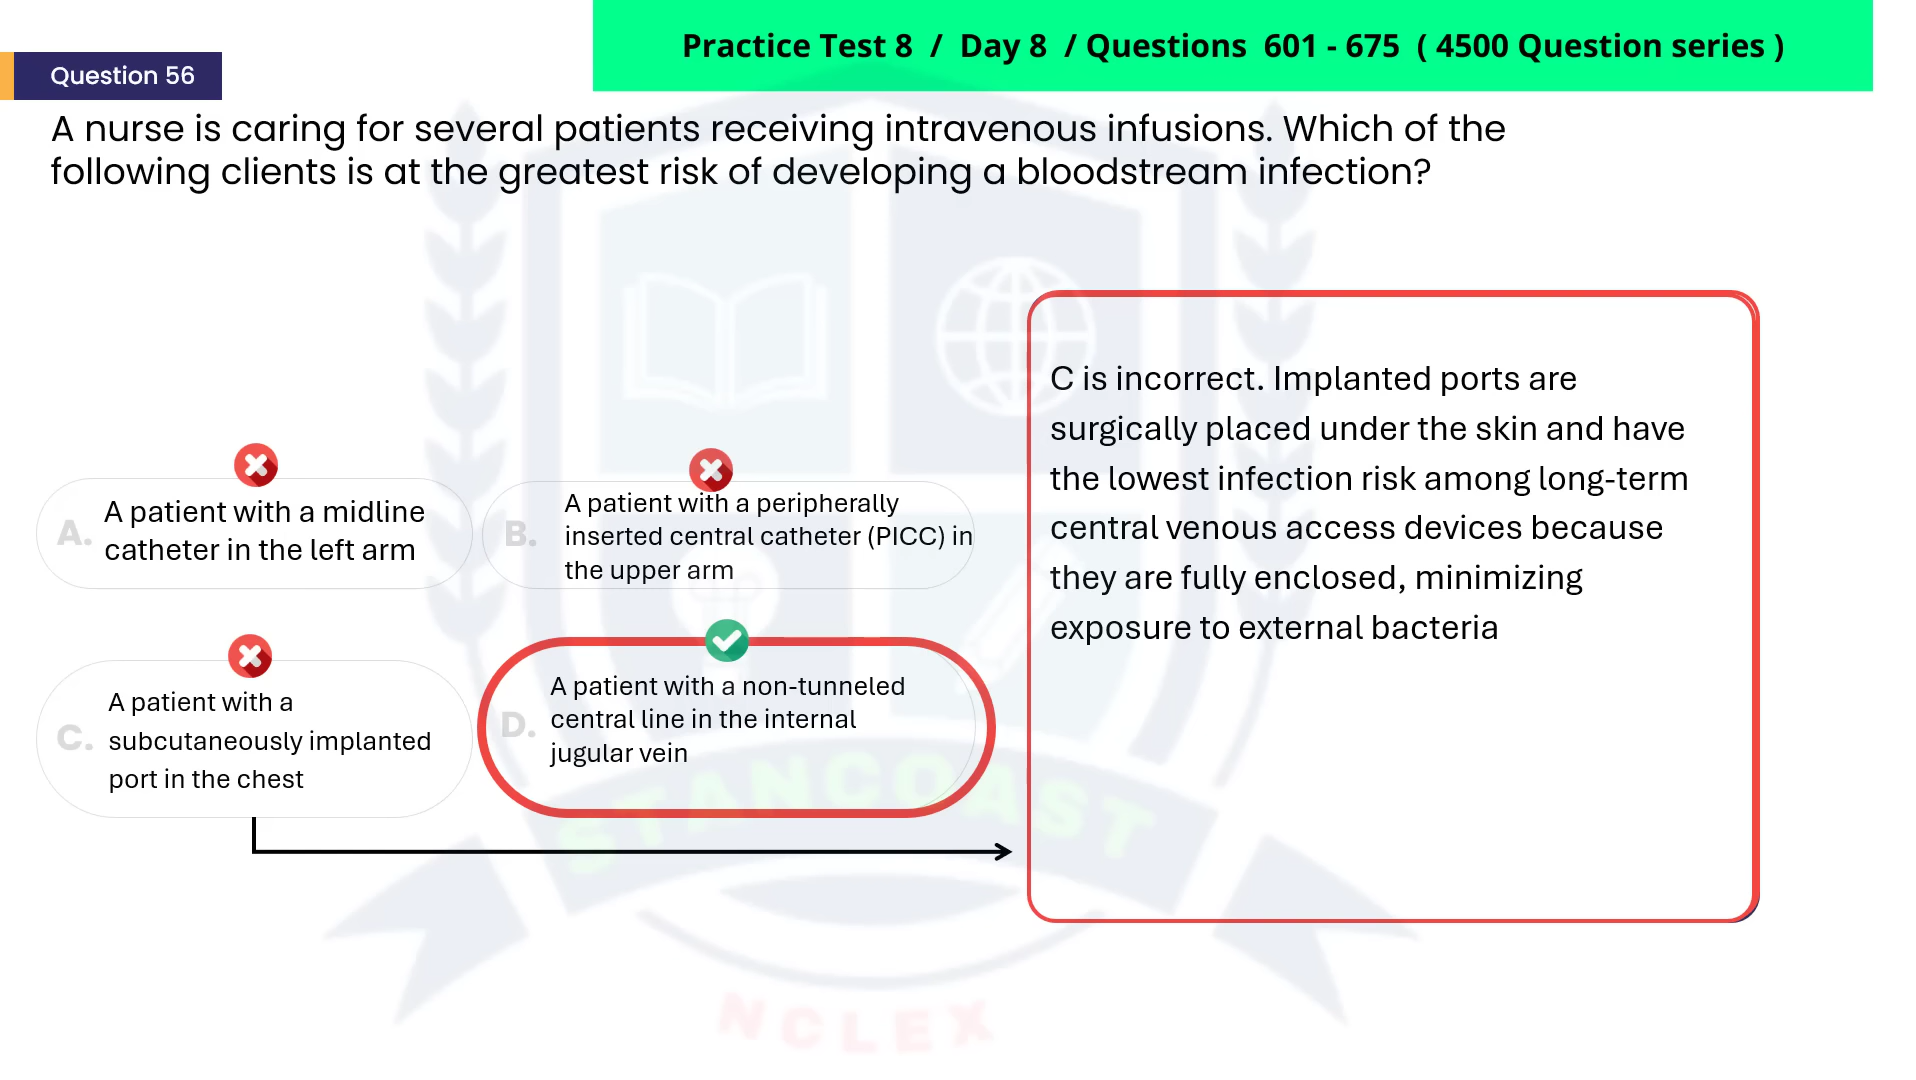 Practice Test 8 / Day 8 / Questions 601 - 675 ( 4500 Question series )
Question 56
A nurse is caring for several patients receiving intravenous infusions. Which of the
following clients is at the greatest risk of developing a bloodstream infection?
A.
A patient with a midline
catheter in the left arm
B.
A patient with a peripherally
inserted central catheter (PICC) in
the upper arm
C.
A patient with a
subcutaneously implanted
port in the chest
D.
A patient with a non-tunneled
central line in the internal
jugular vein
C is incorrect. Implanted ports are
surgically placed under the skin and have
the lowest infection risk among long-term
central venous access devices because
they are fully enclosed, minimizing
exposure to external bacteria
STANCOAST
NCLEX